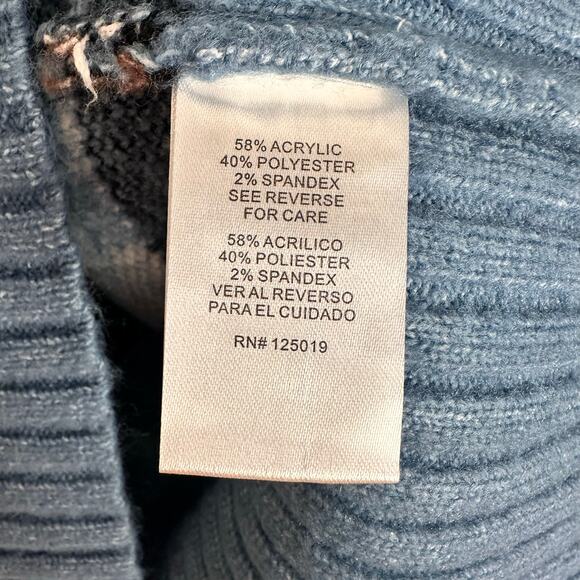 58% ACRYLIC
40% POLYESTER
2% SPANDEX
SEE REVERSE
FOR CARE
58% ACRILICO
40% POLIESTER
2% SPANDEX
VER AL REVERSO
PARA EL CUIDADO
RN# 125019